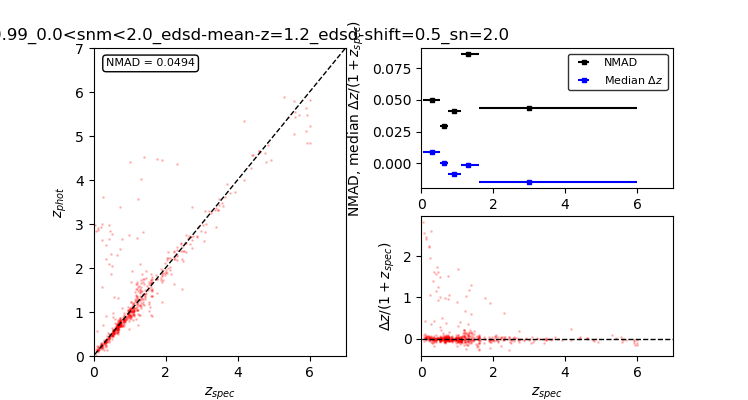 .99_0.0<snm<2.0_edsd-mean-z=1.2_edsd-shift=0.5_sn=2.0
NMAD = 0.0494
7
6
5
4
3
2
1
0
z_phot
0 2 4 6
z_spec
NMAD, median Δz/(1 + z_spec)
NMAD
Median Δz
0.075
0.050
0.025
0.000
0 2 4 6
Δz/(1 + z_spec)
2
1
0
0 2 4 6
z_spec